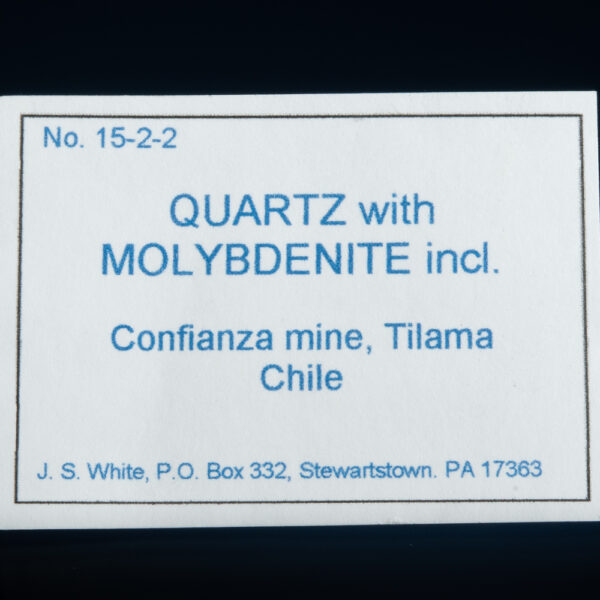 No. 15-2-2
QUARTZ with
MOLYBDENITE incl.
Confianza mine, Tilama
Chile
J. S. White, P.O. Box 332, Stewartstown. PA 17363